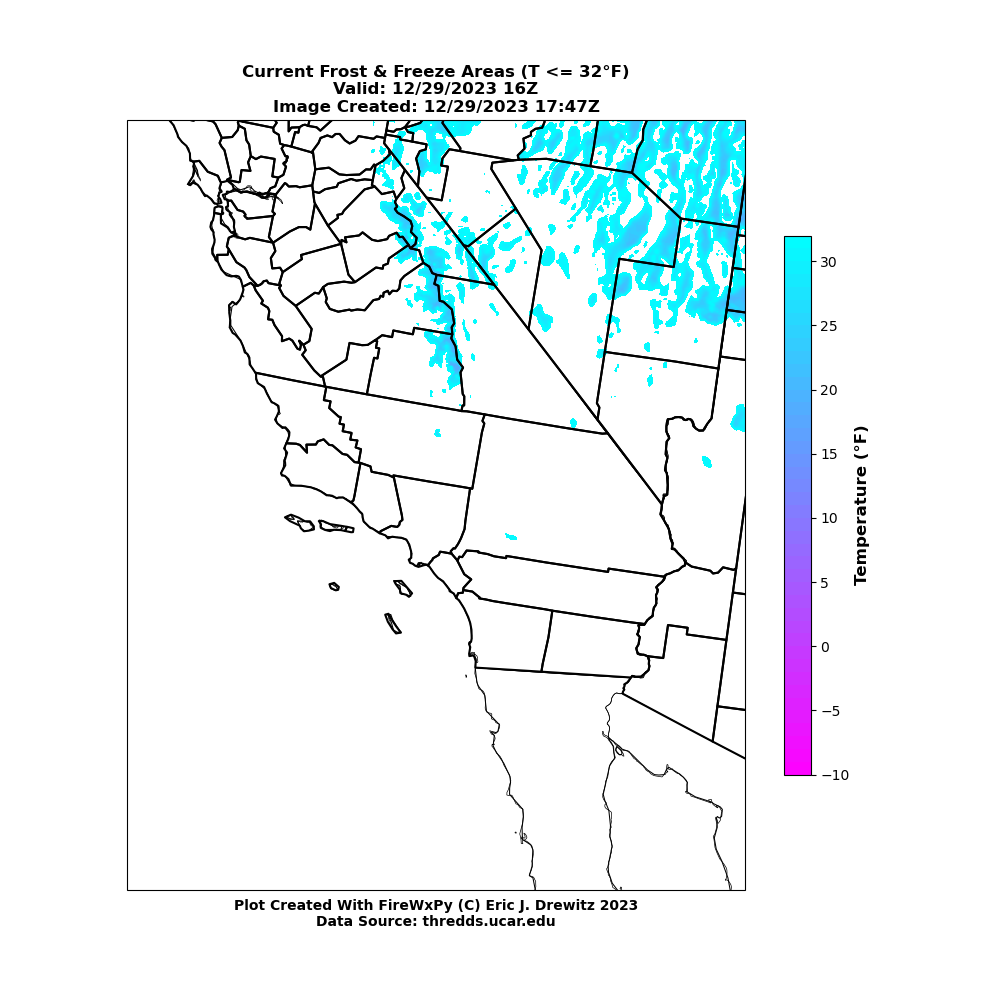 Current Frost & Freeze Areas (T <= 32°F)
Valid: 12/29/2023 16Z
Image Created: 12/29/2023 17:47Z
30
25
20
15
10
5
0
−5
−10
Temperature (°F)
Plot Created With FireWxPy (C) Eric J. Drewitz 2023
Data Source: thredds.ucar.edu